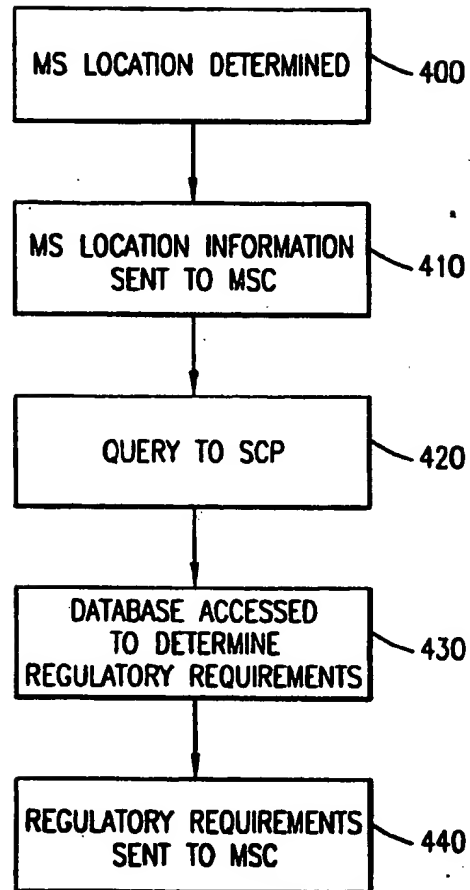 MS LOCATION DETERMINED
400
MS LOCATION INFORMATION
SENT TO MSC
410
QUERY TO SCP
420
DATABASE ACCESSED
TO DETERMINE
REGULATORY REQUIREMENTS
430
REGULATORY REQUIREMENTS
SENT TO MSC
440